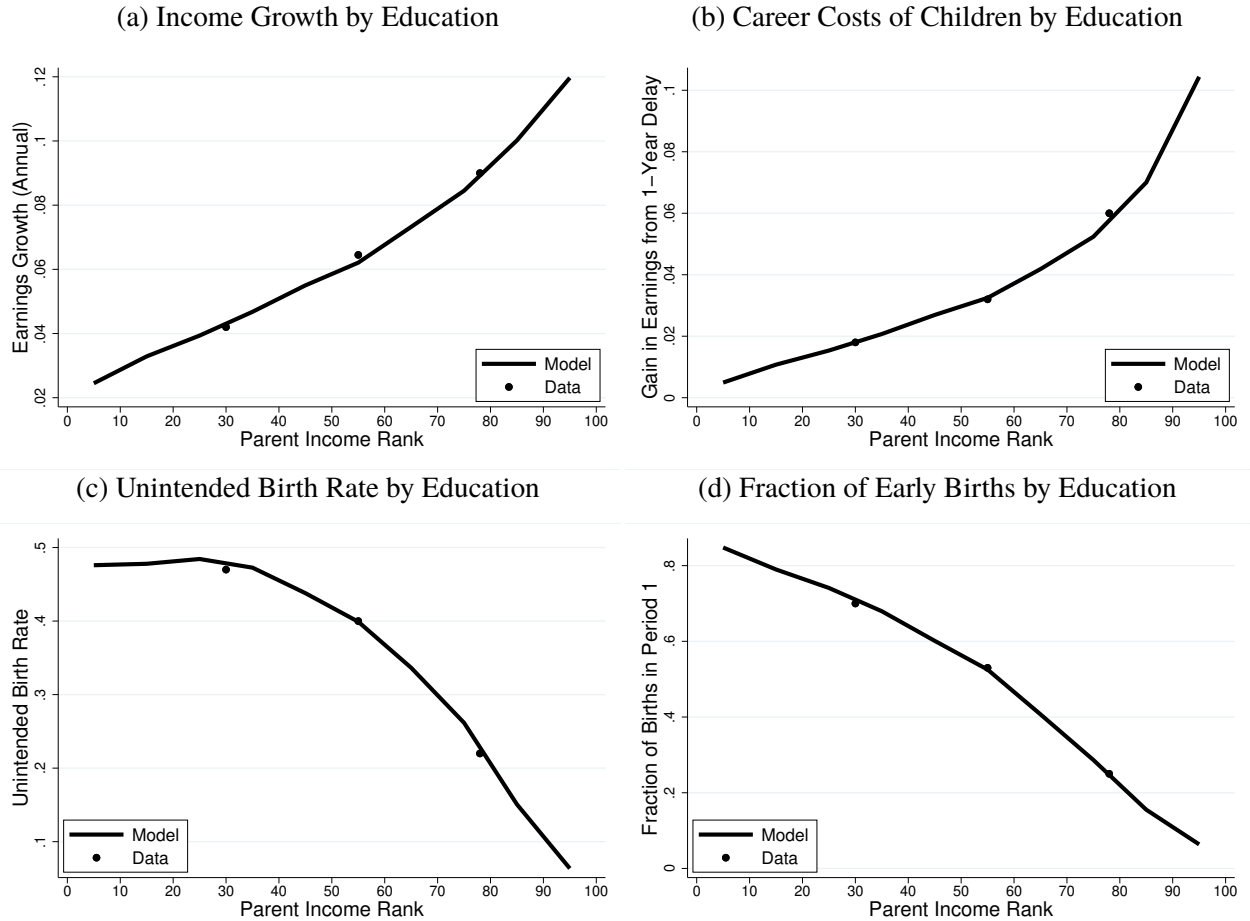 (a) Income Growth by Education
Earnings Growth (Annual)
.12
.1
.08
.06
.04
.02
0 10 20 30 40 50 60 70 80 90 100
Parent Income Rank
Model
Data
(b) Career Costs of Children by Education
Gain in Earnings from 1−Year Delay
.1
.08
.06
.04
.02
0
0 10 20 30 40 50 60 70 80 90 100
Parent Income Rank
Model
Data
(c) Unintended Birth Rate by Education
Unintended Birth Rate
.5
.4
.3
.2
.1
0 10 20 30 40 50 60 70 80 90 100
Parent Income Rank
Model
Data
(d) Fraction of Early Births by Education
Fraction of Births in Period 1
.8
.6
.4
.2
0
0 10 20 30 40 50 60 70 80 90 100
Parent Income Rank
Model
Data